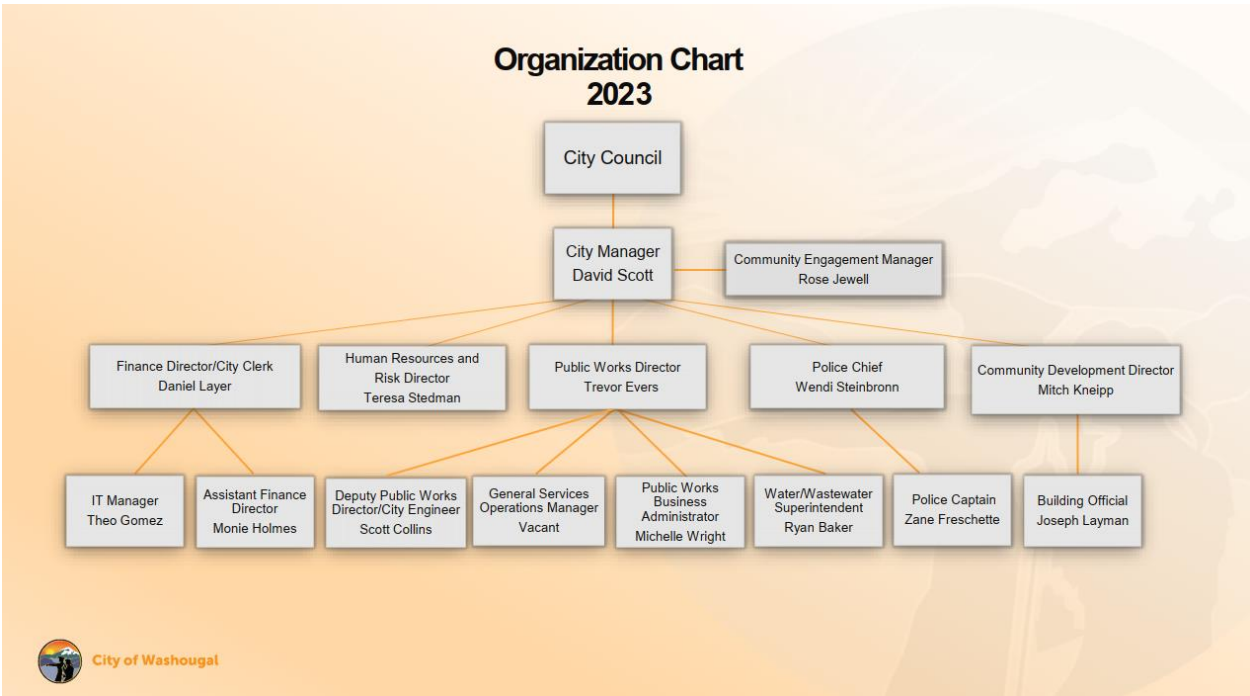 Organization Chart
2023
City Council
City Manager
David Scott
Community Engagement Manager
Rose Jewell
Finance Director/City Clerk
Daniel Layer
Human Resources and
Risk Director
Teresa Stedman
Public Works Director
Trevor Evers
Police Chief
Wendi Steinbronn
Community Development Director
Mitch Kneipp
IT Manager
Theo Gomez
Assistant Finance
Director
Monie Holmes
Deputy Public Works
Director/City Engineer
Scott Collins
General Services
Operations Manager
Vacant
Public Works
Business
Administrator
Michelle Wright
Water/Wastewater
Superintendent
Ryan Baker
Police Captain
Zane Freschette
Building Official
Joseph Layman
City of Washougal